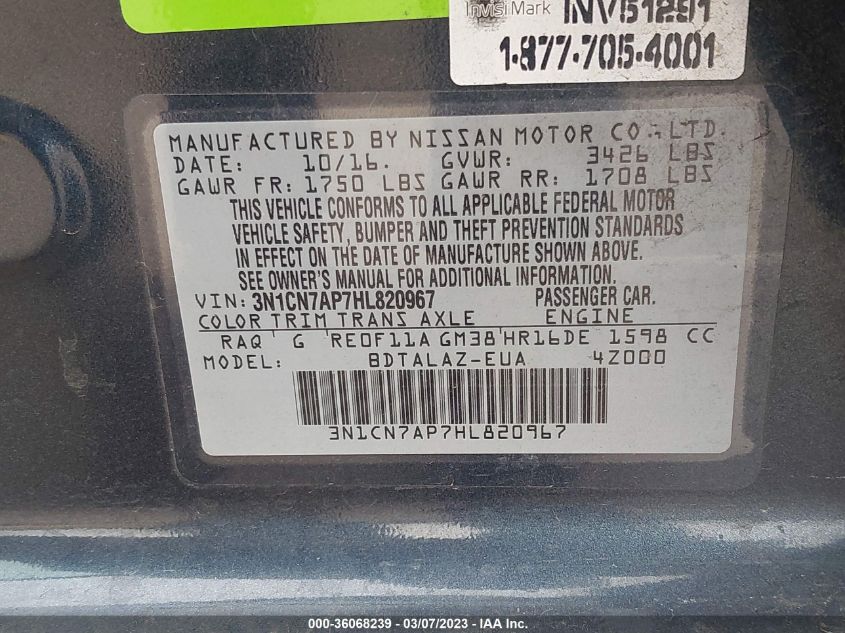 InvisiMark INV51291
1-877-705-4001
MANUFACTURED BY NISSAN MOTOR CO., LTD.
DATE: 10/16. GVWR: 3426 LBS
GAWR FR: 1750 LBS GAWR RR: 1708 LBS
THIS VEHICLE CONFORMS TO ALL APPLICABLE FEDERAL MOTOR
VEHICLE SAFETY, BUMPER AND THEFT PREVENTION STANDARDS
IN EFFECT ON THE DATE OF MANUFACTURE SHOWN ABOVE.
SEE OWNER'S MANUAL FOR ADDITIONAL INFORMATION.
VIN: 3N1CN7AP7HL820967 PASSENGER CAR.
COLOR TRIM TRANS AXLE ENGINE
RAQ G RE0F11A GM38 HR16DE 1598 CC
MODEL: BDTALAZ-EUA 4Z000
3N1CN7AP7HL820967
000-36068239 - 03/07/2023 - IAA Inc.